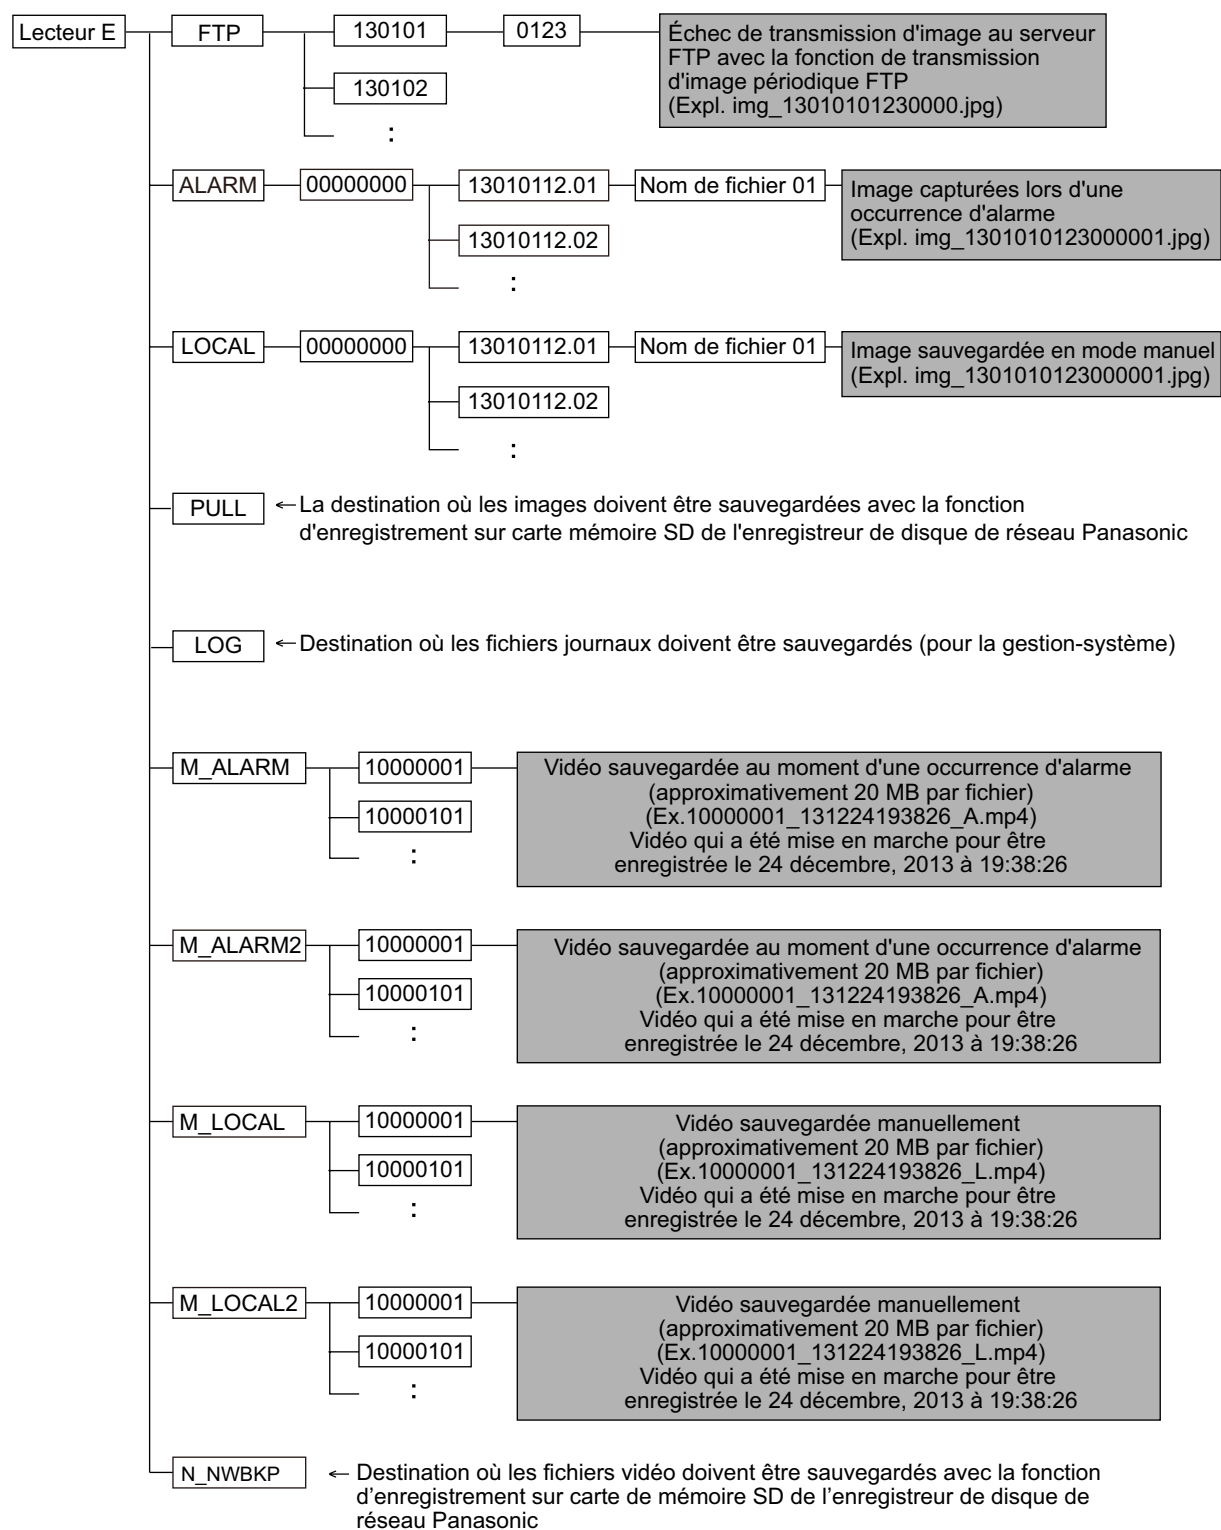 Lecteur E
FTP
130101
0123
Échec de transmission d'image au serveur
FTP avec la fonction de transmission
d'image périodique FTP
(Expl. img_13010101230000.jpg)
130102
:
ALARM
00000000
13010112.01
Nom de fichier 01
Image capturées lors d'une
occurrence d'alarme
(Expl. img_1301010123000001.jpg)
13010112.02
:
LOCAL
00000000
13010112.01
Nom de fichier 01
Image sauvegardée en mode manuel
(Expl. img_1301010123000001.jpg)
13010112.02
:
PULL
←La destination où les images doivent être sauvegardées avec la fonction
d'enregistrement sur carte mémoire SD de l'enregistreur de disque de réseau Panasonic
LOG
←Destination où les fichiers journaux doivent être sauvegardés (pour la gestion-système)
M_ALARM
10000001
Vidéo sauvegardée au moment d'une occurrence d'alarme
(approximativement 20 MB par fichier)
(Ex.10000001_131224193826_A.mp4)
Vidéo qui a été mise en marche pour être
enregistrée le 24 décembre, 2013 à 19:38:26
10000101
:
M_ALARM2
10000001
Vidéo sauvegardée au moment d'une occurrence d'alarme
(approximativement 20 MB par fichier)
(Ex.10000001_131224193826_A.mp4)
Vidéo qui a été mise en marche pour être
enregistrée le 24 décembre, 2013 à 19:38:26
10000101
:
M_LOCAL
10000001
Vidéo sauvegardée manuellement
(approximativement 20 MB par fichier)
(Ex.10000001_131224193826_L.mp4)
Vidéo qui a été mise en marche pour être
enregistrée le 24 décembre, 2013 à 19:38:26
10000101
:
M_LOCAL2
10000001
Vidéo sauvegardée manuellement
(approximativement 20 MB par fichier)
(Ex.10000001_131224193826_L.mp4)
Vidéo qui a été mise en marche pour être
enregistrée le 24 décembre, 2013 à 19:38:26
10000101
:
N_NWBKP
← Destination où les fichiers vidéo doivent être sauvegardés avec la fonction
d’enregistrement sur carte de mémoire SD de l’enregistreur de disque de
réseau Panasonic